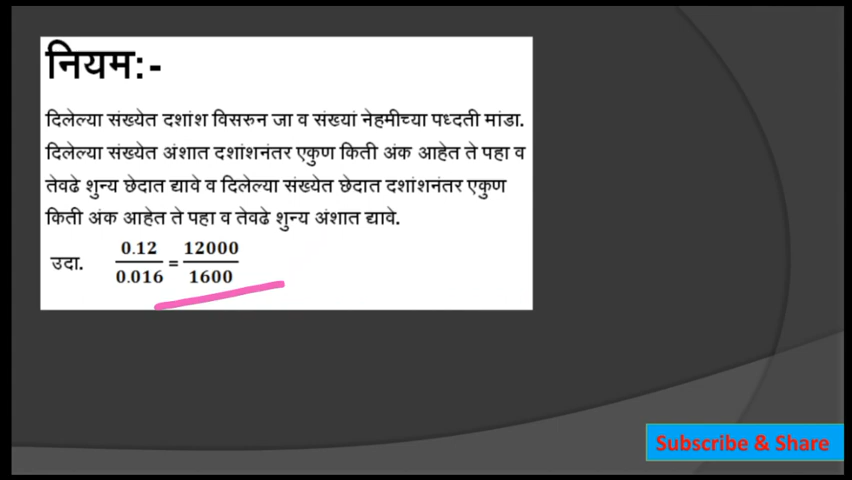 नियम:-
दिलेल्या संख्येत दशांश विसरुन जा व संख्यां नेहमीच्या पध्दती मांडा.
दिलेल्या संख्येत अंशात दशांशनंतर एकुण किती अंक आहेत ते पहा व
तेवढे शुन्य छेदात द्यावे व दिलेल्या संख्येत छेदात दशांशनंतर एकुण
किती अंक आहेत ते पहा व तेवढे शुन्य अंशात द्यावे.
उदा. 0.12/0.016 = 12000/1600
Subscribe & Share